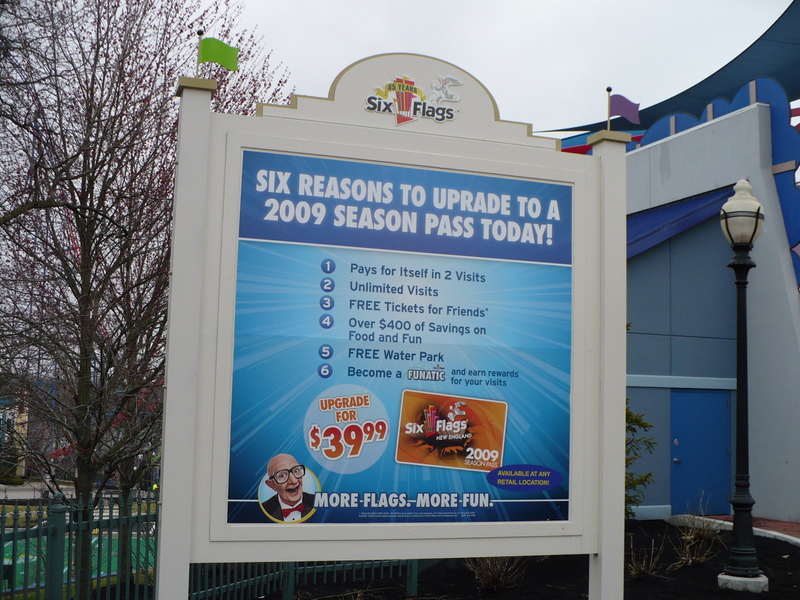 45 YEARS
Six Flags
SIX REASONS TO UPRADE TO A
2009 SEASON PASS TODAY!
1 Pays for Itself in 2 Visits
2 Unlimited Visits
3 FREE Tickets for Friends*
4 Over $400 of Savings on
Food and Fun
5 FREE Water Park
6 Become a FUNATIC and earn rewards
for your visits
UPGRADE
FOR
$39.99
Six Flags
NEW ENGLAND
2009
SEASON PASS
AVAILABLE AT ANY
RETAIL LOCATION!
MORE FLAGS. MORE FUN.